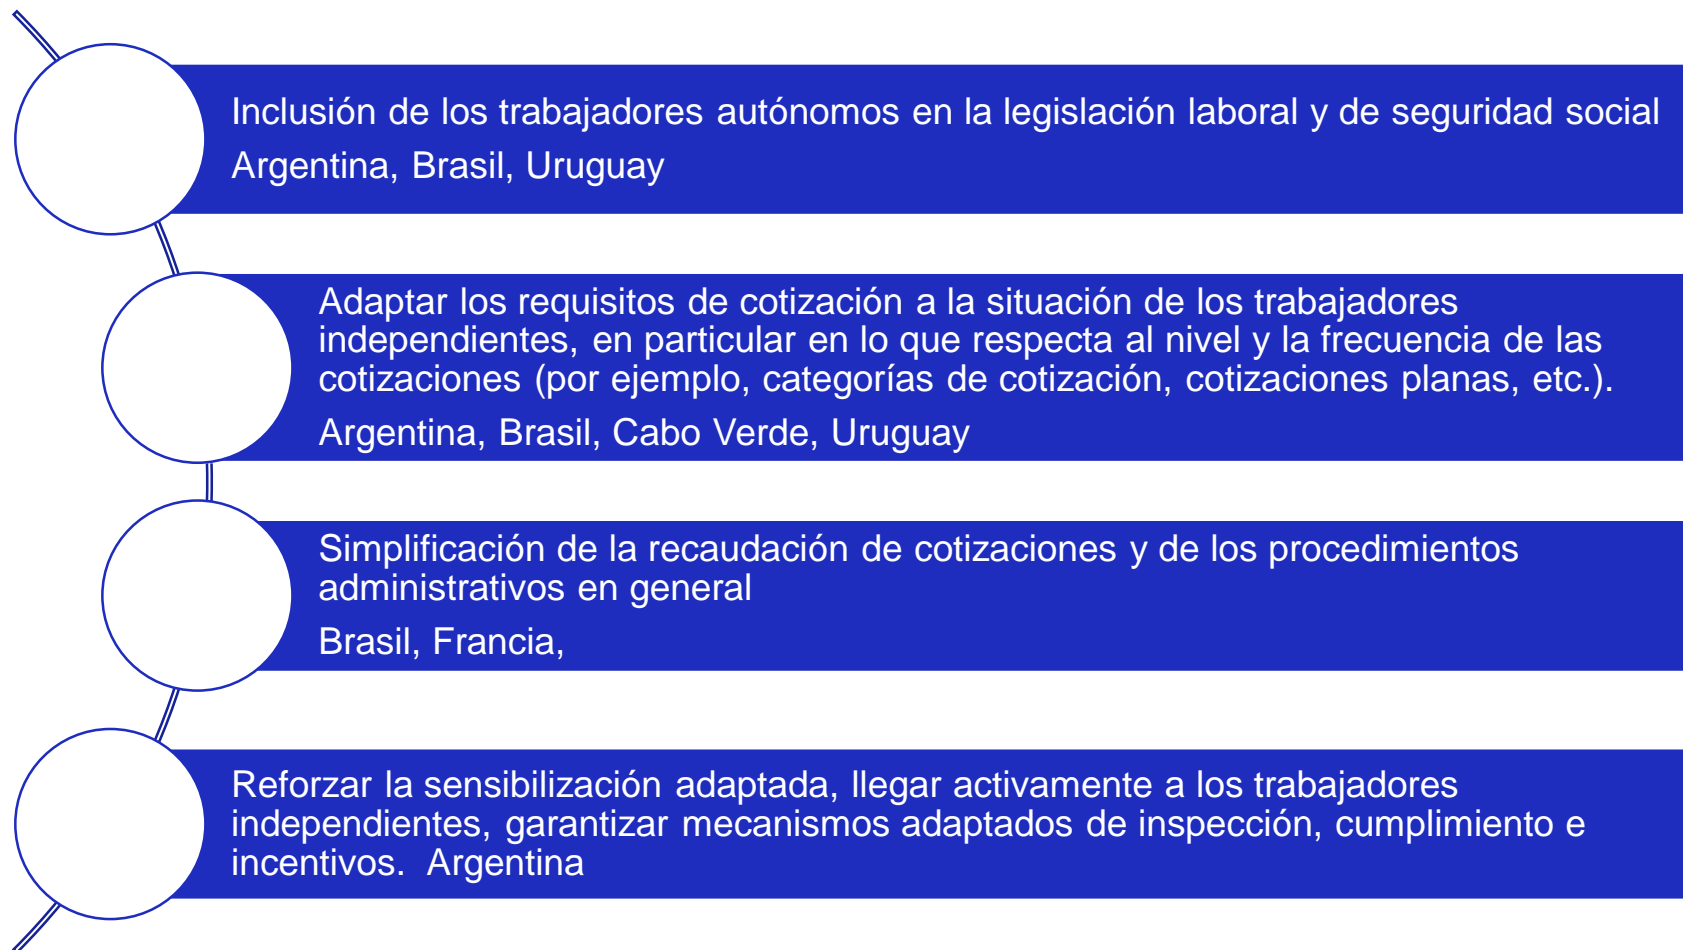 Inclusión de los trabajadores autónomos en la legislación laboral y de seguridad social
Argentina, Brasil, Uruguay
Adaptar los requisitos de cotización a la situación de los trabajadores
independientes, en particular en lo que respecta al nivel y la frecuencia de las
cotizaciones (por ejemplo, categorías de cotización, cotizaciones planas, etc.).
Argentina, Brasil, Cabo Verde, Uruguay
Simplificación de la recaudación de cotizaciones y de los procedimientos
administrativos en general
Brasil, Francia,
Reforzar la sensibilización adaptada, llegar activamente a los trabajadores
independientes, garantizar mecanismos adaptados de inspección, cumplimiento e
incentivos.  Argentina